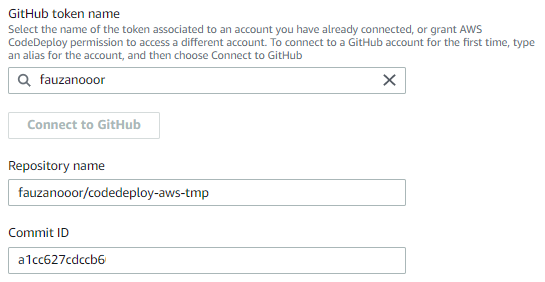 GitHub token name
Select the name of the token associated to an account you have already connected, or grant AWS
CodeDeploy permission to access a different account. To connect to a GitHub account for the first time, type
an alias for the account, and then choose Connect to GitHub
fauzanooor
Connect to GitHub
Repository name
fauzanooor/codedeploy-aws-tmp
Commit ID
a1cc627cdccb6